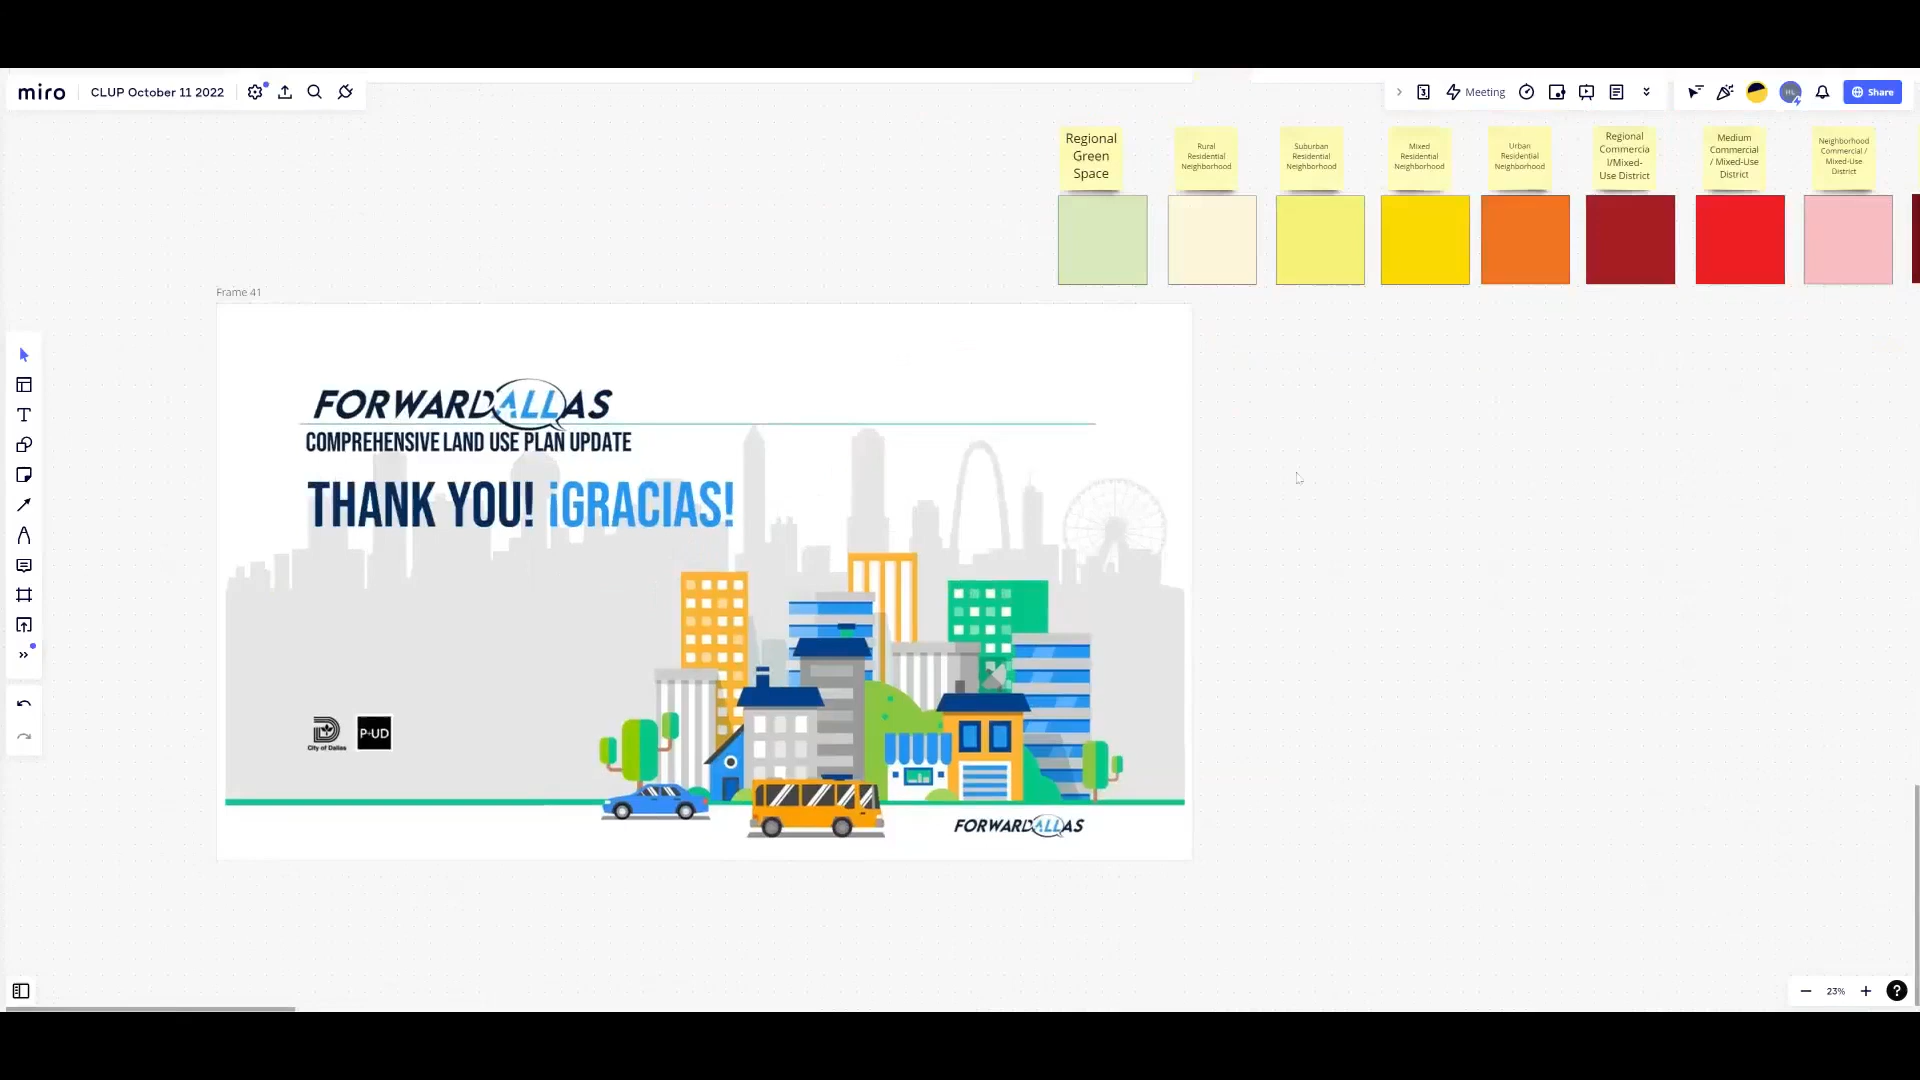 miro
CLUP October 11 2022
Meeting
Share
Regional
Green
Space
Rural
Residential
Neighborhood
Suburban
Residential
Neighborhood
Mixed
Residential
Neighborhood
Urban
Residential
Neighborhood
Regional
Commercia
l/Mixed-
Use District
Medium
Commercial
/ Mixed-Use
District
Neighborhood
Commercial /
Mixed-Use
District
Frame 41
FORWARDALLAS
COMPREHENSIVE LAND USE PLAN UPDATE
THANK YOU! ¡GRACIAS!
City of Dallas
P+UD
FORWARDALLAS
23%